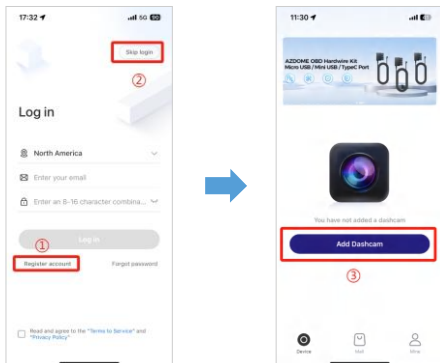 17:32
5G
Skip login
②
Log in
North America
Enter your email
Enter an 8-16 character combina...
Log in
①
Register account
Forgot password
Read and agree to the "Terms to Service" and
"Privacy Policy"
11:30
AZDOME OBD Hardwire Kit
Micro USB / Mini USB / TypeC Port
You have not added a dashcam
Add Dashcam
③
Mall
Mine